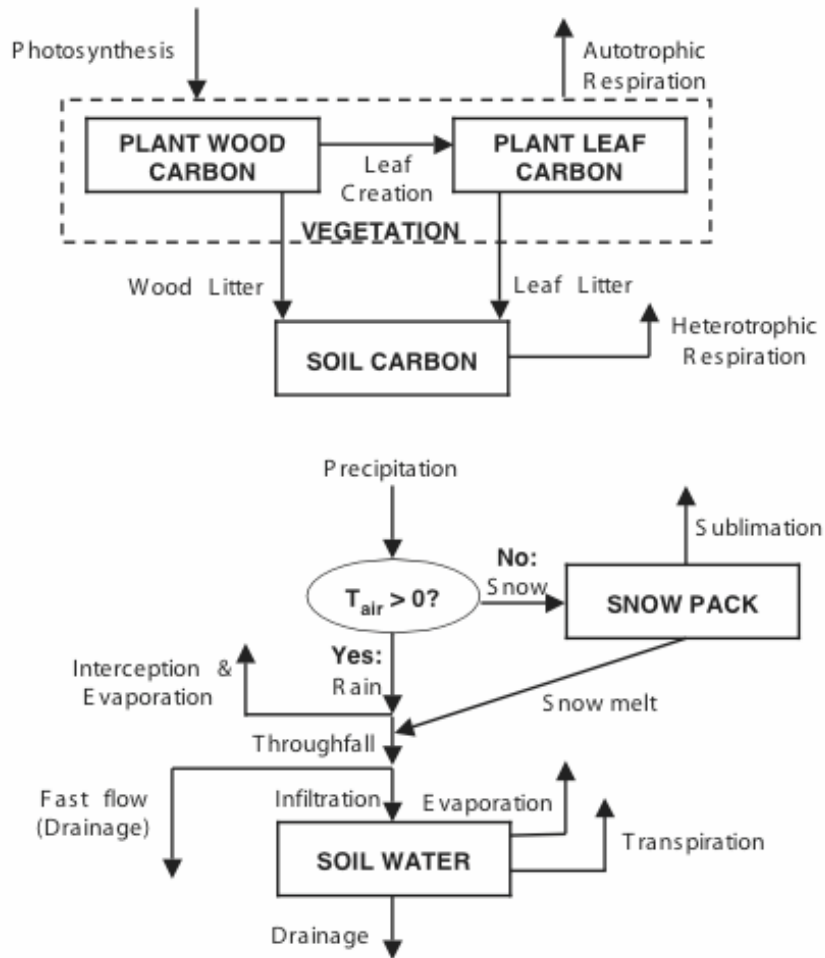 Photosynthesis
Autotrophic
Respiration
PLANT WOOD
CARBON
Leaf
Creation
PLANT LEAF
CARBON
VEGETATION
Wood Litter
Leaf Litter
SOIL CARBON
Heterotrophic
Respiration
Precipitation
Sublimation
Tair > 0?
No:
Snow
SNOW PACK
Yes:
Rain
Interception &
Evaporation
Snow melt
Throughfall
Fast flow
(Drainage)
Infiltration
Evaporation
SOIL WATER
Transpiration
Drainage